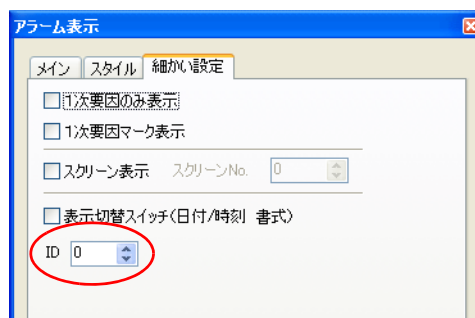 アラーム表示
メイン スタイル 細かい設定
1次要因のみ表示
1次要因マーク表示
スクリーン表示 スクリーンNo. 0
表示切替スイッチ(日付/時刻 書式)
ID 0